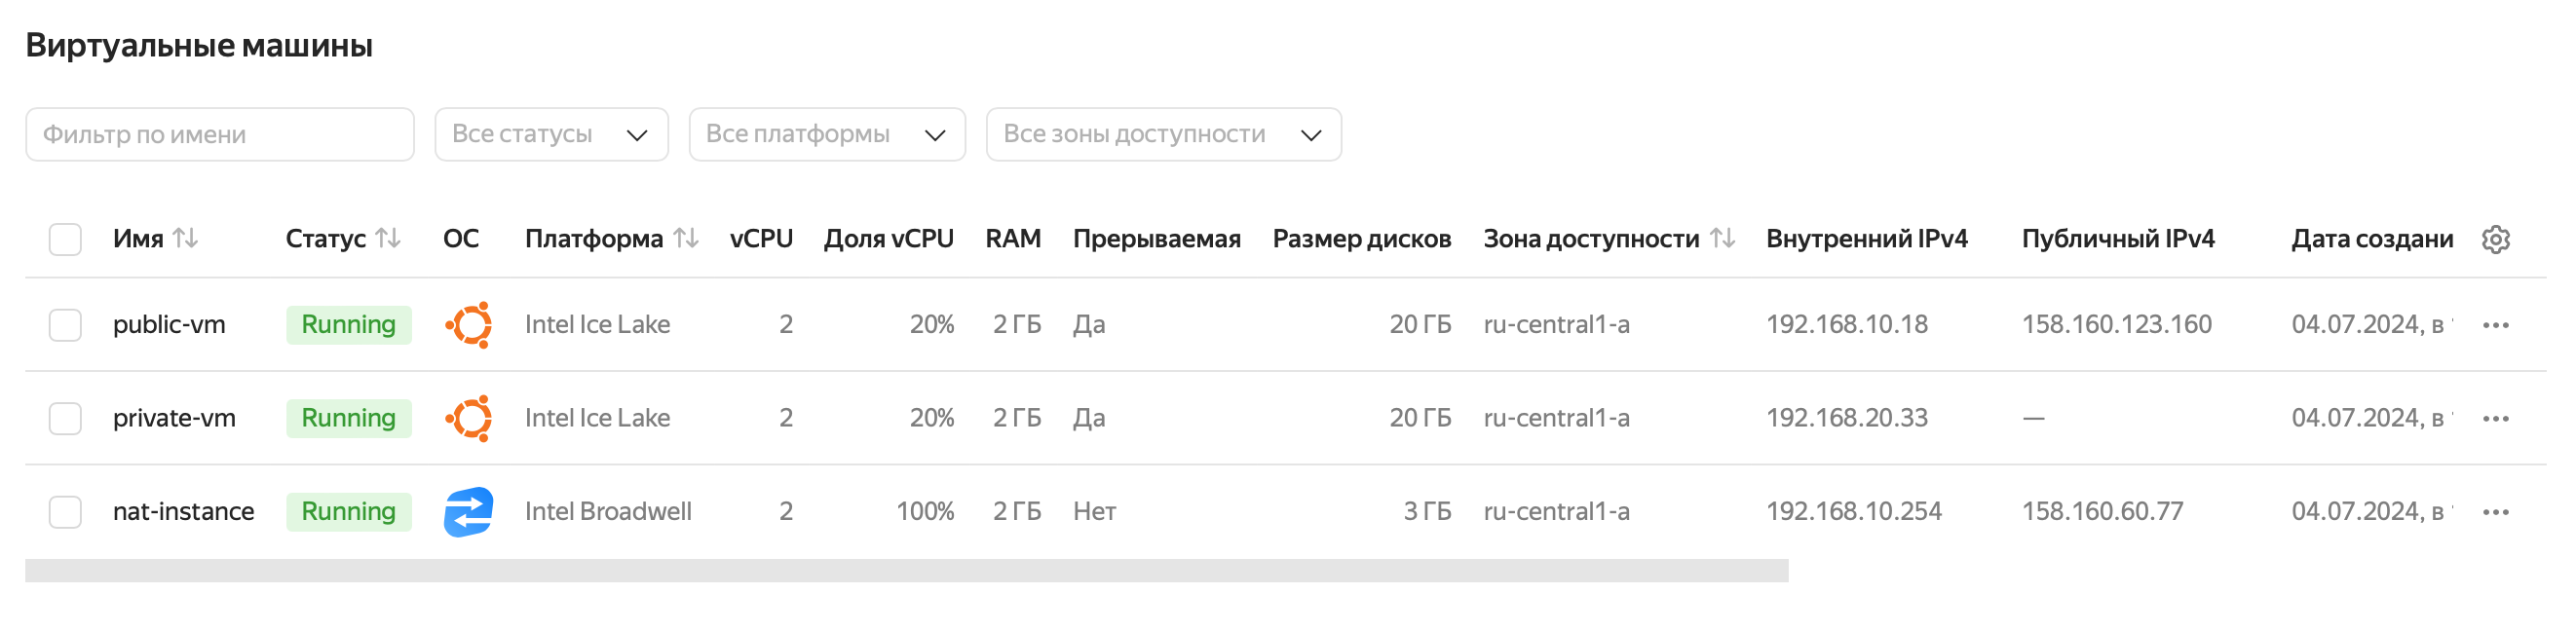 Виртуальные машины
Фильтр по имени Все статусы Все платформы Все зоны доступности
Имя Статус ОС Платформа vCPU Доля vCPU RAM Прерываемая Размер дисков Зона доступности Внутренний IPv4 Публичный IPv4 Дата создани
public-vm Running Intel Ice Lake 2 20% 2 ГБ Да 20 ГБ ru-central1-a 192.168.10.18 158.160.123.160 04.07.2024, в
private-vm Running Intel Ice Lake 2 20% 2 ГБ Да 20 ГБ ru-central1-a 192.168.20.33 — 04.07.2024, в
nat-instance Running Intel Broadwell 2 100% 2 ГБ Нет 3 ГБ ru-central1-a 192.168.10.254 158.160.60.77 04.07.2024, в